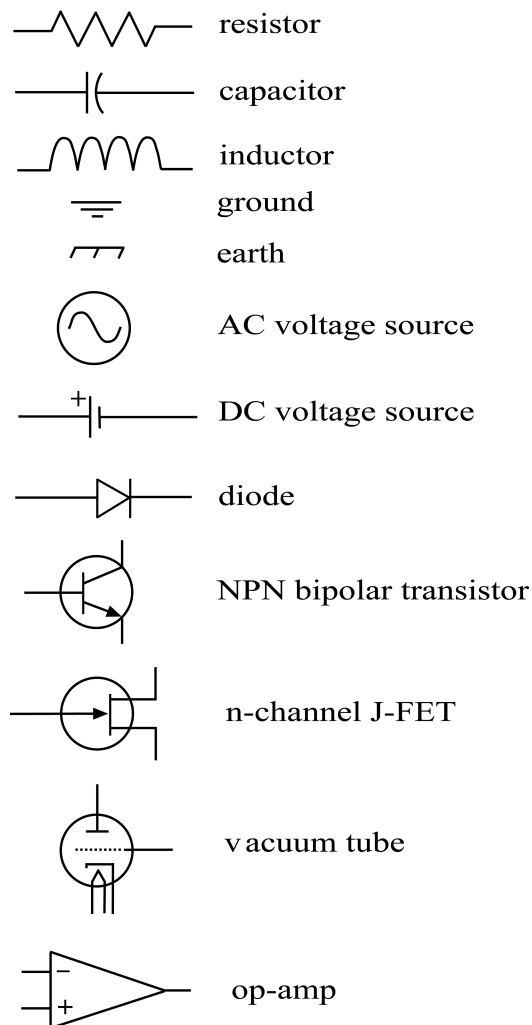 resistor
capacitor
inductor
ground
earth
AC voltage source
+
DC voltage source
diode
NPN bipolar transistor
n-channel J-FET
vacuum tube
−
+
op-amp